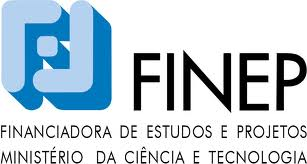 FINEP
FINANCIADORA DE ESTUDOS E PROJETOS
MINISTÉRIO DA CIÊNCIA E TECNOLOGIA